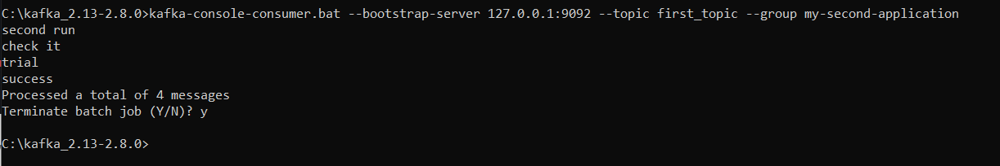 C:\kafka_2.13-2.8.0>kafka-console-consumer.bat --bootstrap-server 127.0.0.1:9092 --topic first_topic --group my-second-application
second run
check it
trial
success
Processed a total of 4 messages
Terminate batch job (Y/N)? y
C:\kafka_2.13-2.8.0>